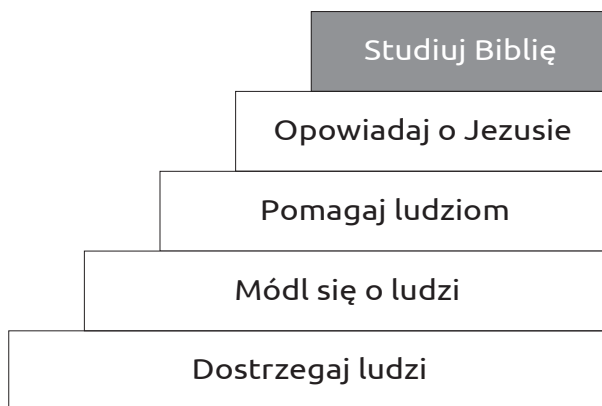 Studiuj Biblię
Opowiadaj o Jezusie
Pomagaj ludziom
Módl się o ludzi
Dostrzegaj ludzi